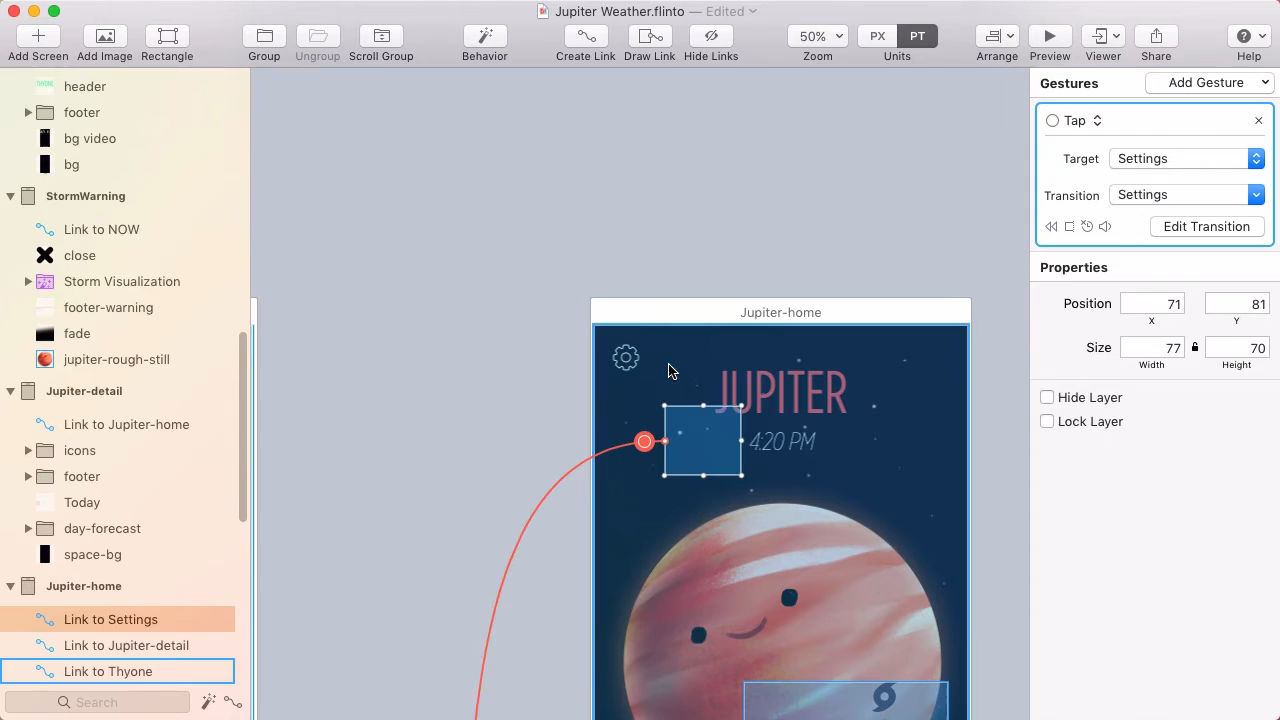 Jupiter Weather.flinto — Edited
Add Screen
Add Image
Rectangle
Group
Ungroup
Scroll Group
Behavior
Create Link
Draw Link
Hide Links
50%
Zoom
PX
PT
Units
Arrange
Preview
Viewer
Share
Help
header
footer
bg video
bg
StormWarning
Link to NOW
close
Storm Visualization
footer-warning
fade
jupiter-rough-still
Jupiter-detail
Link to Jupiter-home
icons
footer
Today
day-forecast
space-bg
Jupiter-home
Link to Settings
Link to Jupiter-detail
Link to Thyone
Search
Jupiter-home
JUPITER
4:20 PM
Gestures
Add Gesture
Tap
Target
Settings
Transition
Settings
Edit Transition
Properties
Position
71
81
X
Y
Size
77
70
Width
Height
Hide Layer
Lock Layer